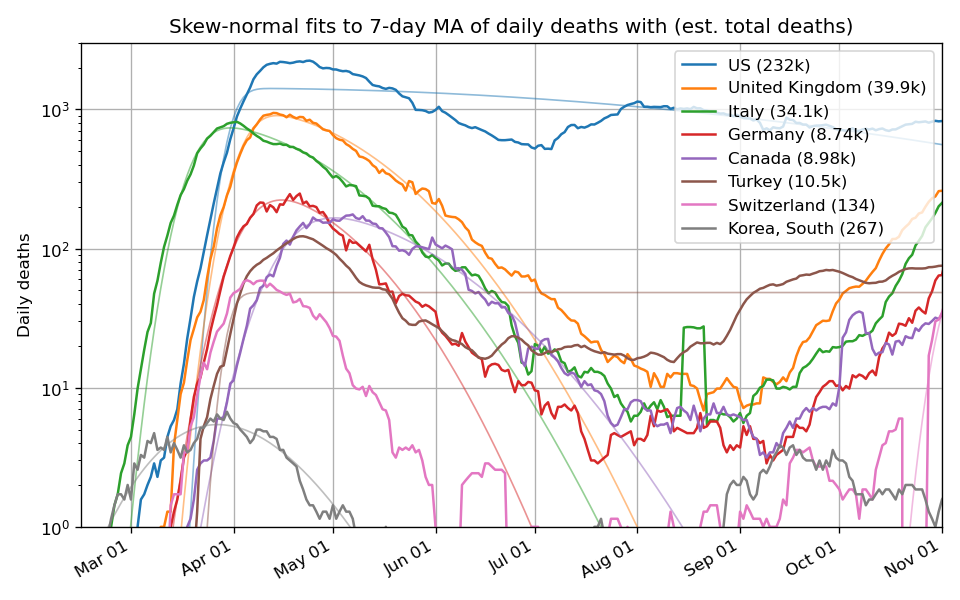 Skew-normal fits to 7-day MA of daily deaths with (est. total deaths)
Daily deaths
10³
10²
10¹
10⁰
US (232k)
United Kingdom (39.9k)
Italy (34.1k)
Germany (8.74k)
Canada (8.98k)
Turkey (10.5k)
Switzerland (134)
Korea, South (267)
Mar 01
Apr 01
May 01
Jun 01
Jul 01
Aug 01
Sep 01
Oct 01
Nov 01